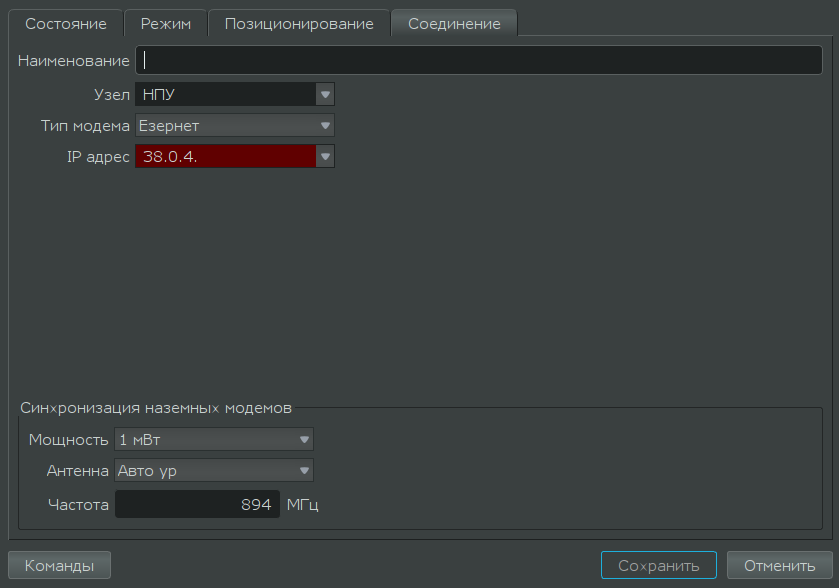 Состояние Режим Позиционирование Соединение
Наименование
Узел НПУ
Тип модема Езернет
IP адрес 38.0.4.
Синхронизация наземных модемов
Мощность 1 мВт
Антенна Авто ур
Частота 894 МГц
Команды Сохранить Отменить